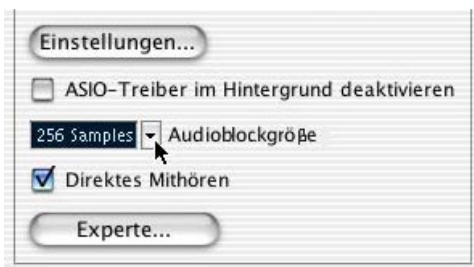 Einstellungen...
ASIO-Treiber im Hintergrund deaktivieren
256 Samples Audioblockgröße
Direktes Mithören
Experte...